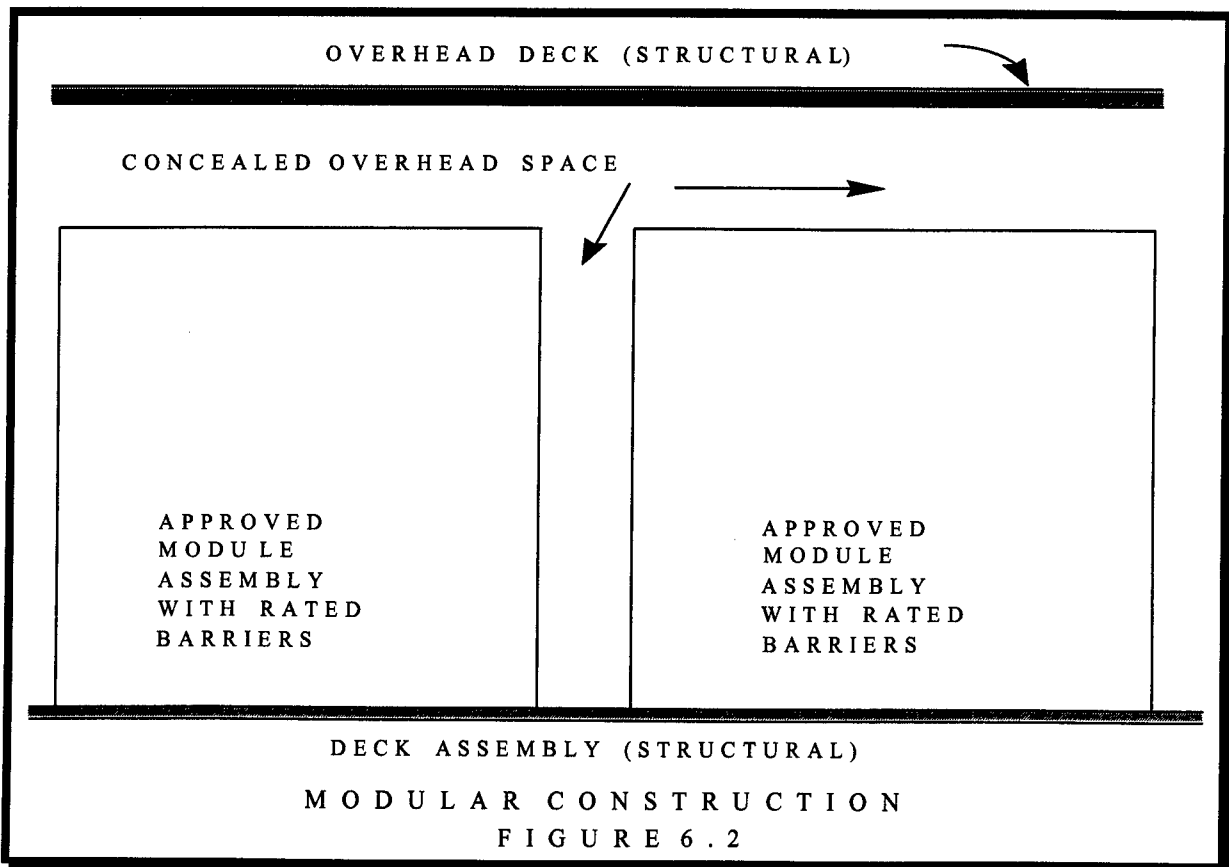 OVERHEAD DECK (STRUCTURAL)
CONCEALED OVERHEAD SPACE
APPROVED
MODULE
ASSEMBLY
WITH RATED
BARRIERS
APPROVED
MODULE
ASSEMBLY
WITH RATED
BARRIERS
DECK ASSEMBLY (STRUCTURAL)
MODULAR CONSTRUCTION
FIGURE 6.2